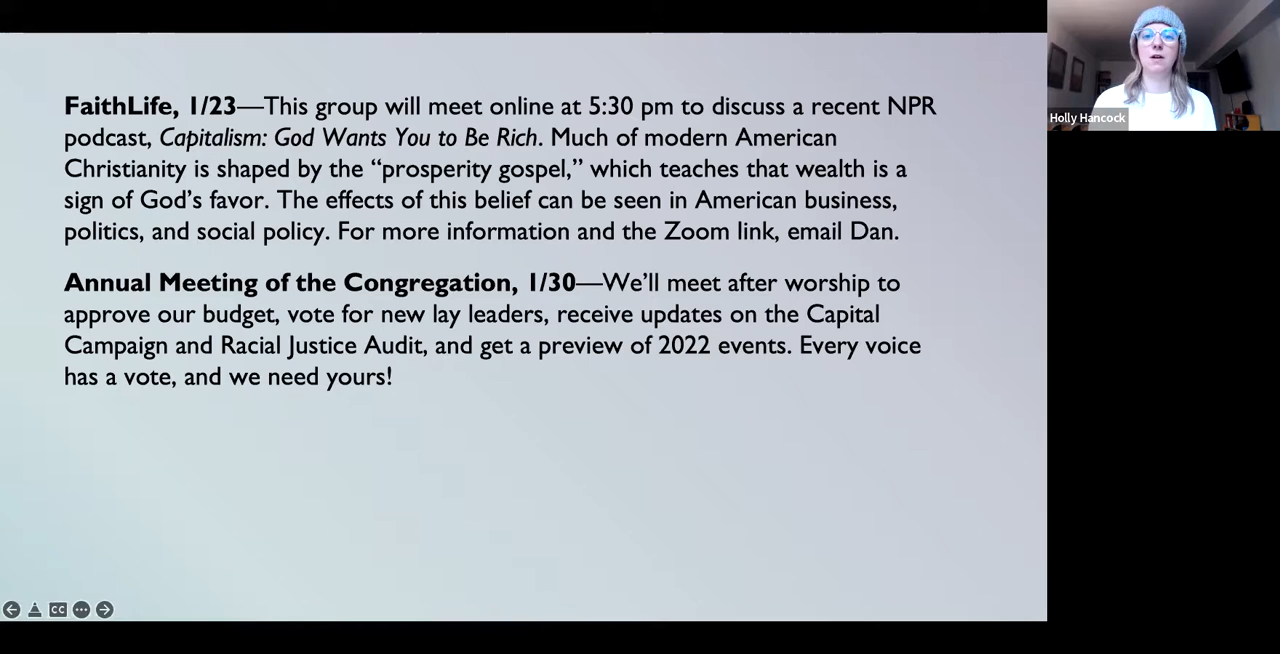 FaithLife, 1/23—This group will meet online at 5:30 pm to discuss a recent NPR
podcast, Capitalism: God Wants You to Be Rich. Much of modern American
Christianity is shaped by the “prosperity gospel,” which teaches that wealth is a
sign of God’s favor. The effects of this belief can be seen in American business,
politics, and social policy. For more information and the Zoom link, email Dan.
Annual Meeting of the Congregation, 1/30—We’ll meet after worship to
approve our budget, vote for new lay leaders, receive updates on the Capital
Campaign and Racial Justice Audit, and get a preview of 2022 events. Every voice
has a vote, and we need yours!
Holly Hancock
CC